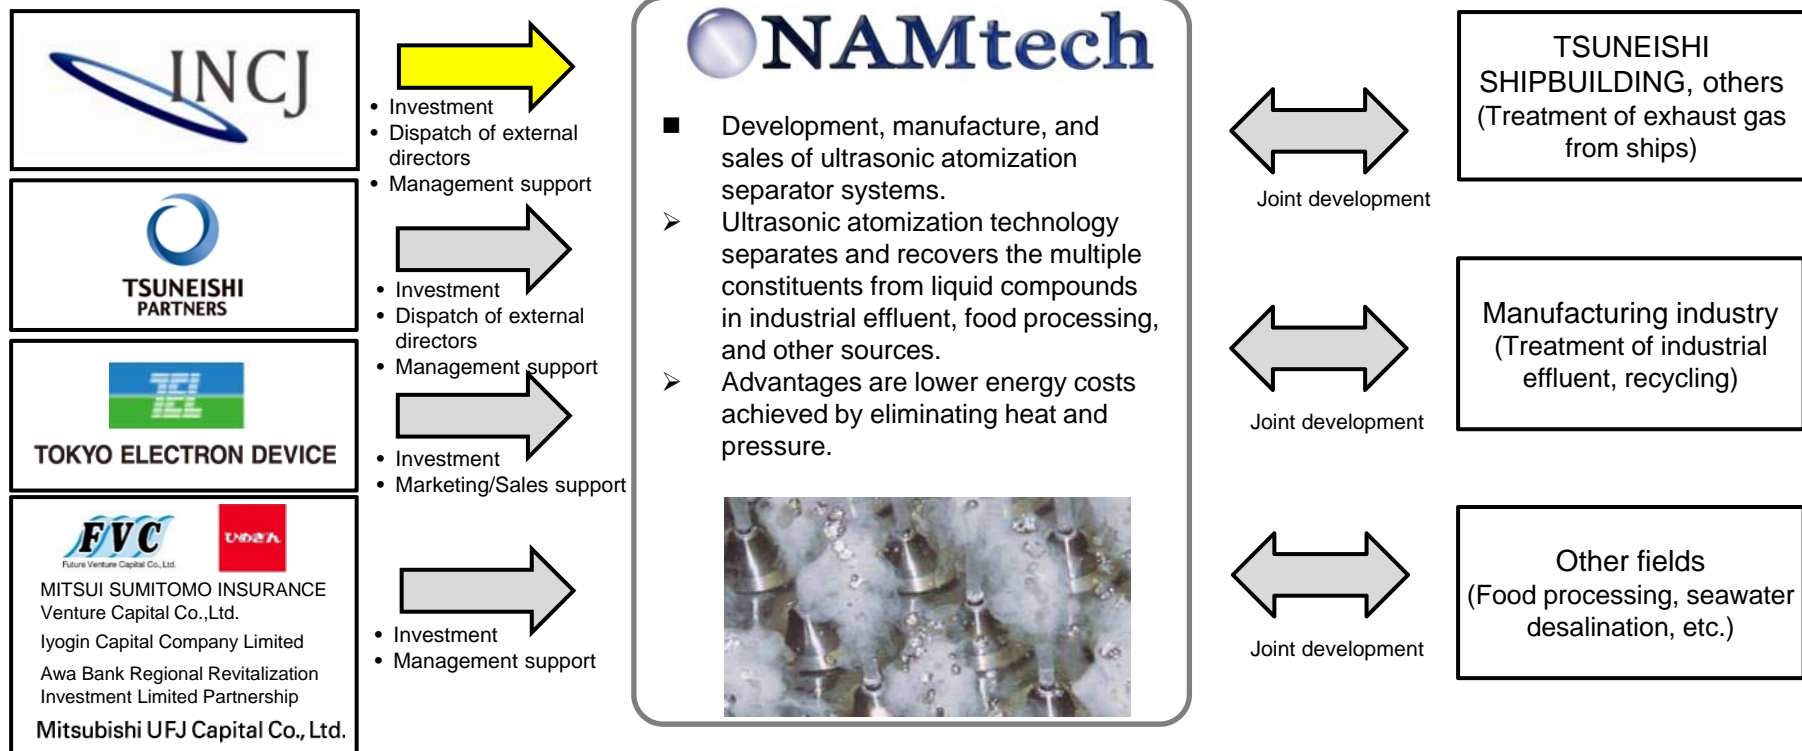 INCJ
• Investment
• Dispatch of external
directors
• Management support
TSUNEISHI
PARTNERS
• Investment
• Dispatch of external
directors
• Management support
TEL
TOKYO ELECTRON DEVICE
• Investment
• Marketing/Sales support
FVC
Future Venture Capital Co.,Ltd.
ひめぎん
MITSUI SUMITOMO INSURANCE
Venture Capital Co.,Ltd.
Iyogin Capital Company Limited
Awa Bank Regional Revitalization
Investment Limited Partnership
Mitsubishi UFJ Capital Co., Ltd.
• Investment
• Management support
NAMtech
■ Development, manufacture, and
sales of ultrasonic atomization
separator systems.
➢ Ultrasonic atomization technology
separates and recovers the multiple
constituents from liquid compounds
in industrial effluent, food processing,
and other sources.
➢ Advantages are lower energy costs
achieved by eliminating heat and
pressure.
Joint development
TSUNEISHI
SHIPBUILDING, others
(Treatment of exhaust gas
from ships)
Joint development
Manufacturing industry
(Treatment of industrial
effluent, recycling)
Joint development
Other fields
(Food processing, seawater
desalination, etc.)